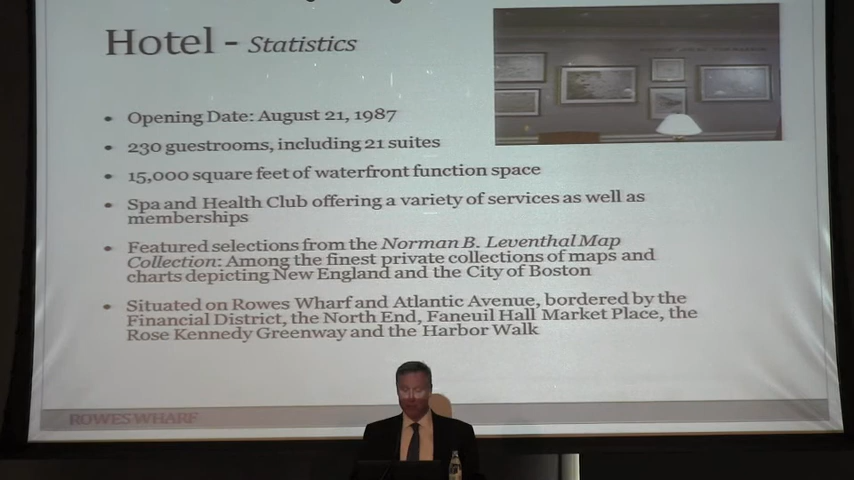 Hotel - Statistics
• Opening Date: August 21, 1987
• 230 guestrooms, including 21 suites
• 15,000 square feet of waterfront function space
• Spa and Health Club offering a variety of services as well as
memberships
• Featured selections from the Norman B. Leventhal Map
Collection: Among the finest private collections of maps and
charts depicting New England and the City of Boston
• Situated on Rowes Wharf and Atlantic Avenue, bordered by the
Financial District, the North End, Faneuil Hall Market Place, the
Rose Kennedy Greenway and the Harbor Walk
ROWES WHARF